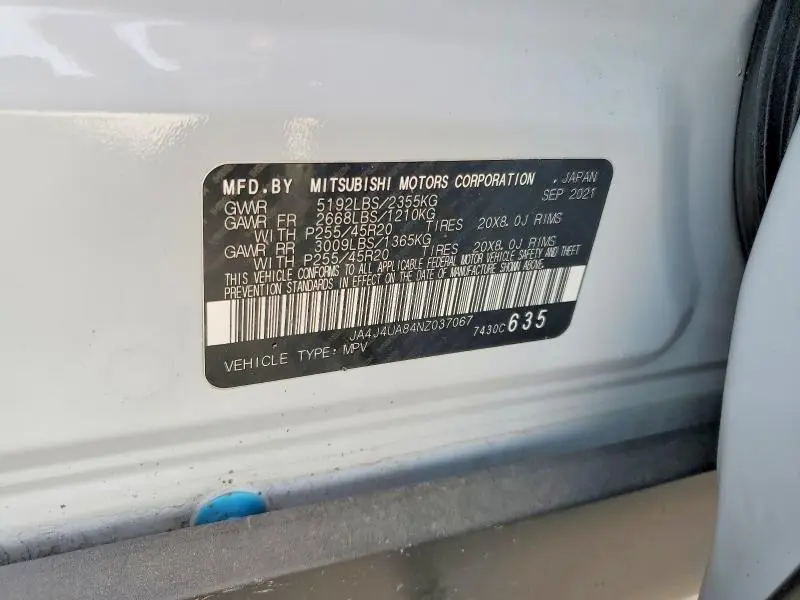 MFD.BY MITSUBISHI MOTORS CORPORATION , JAPAN
GVWR 5192LBS/2355KG SEP 2021
GAWR FR 2668LBS/1210KG
WITH P255/45R20 TIRES 20X8.0J RIMS
GAWR RR 3009LBS/1365KG
WITH P255/45R20 TIRES 20X8.0J RIMS
THIS VEHICLE CONFORMS TO ALL APPLICABLE FEDERAL MOTOR VEHICLE SAFETY AND THEFT
PREVENTION STANDARDS IN EFFECT ON THE DATE OF MANUFACTURE SHOWN ABOVE.
JA4J4UA84NZ037067 7430C 635
VEHICLE TYPE: MPV